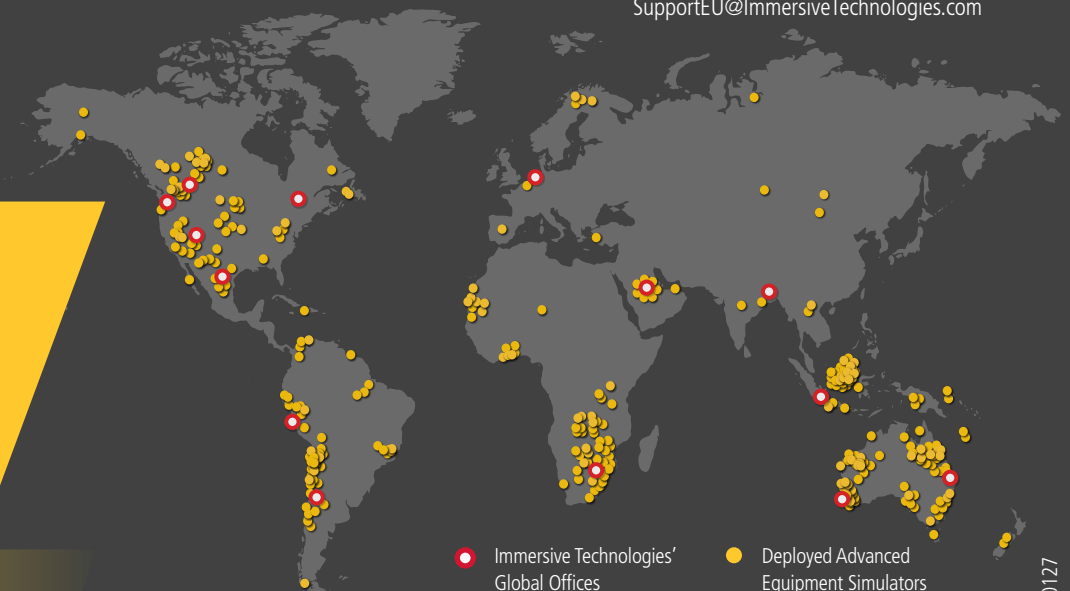 SupportEU@ImmersiveTechnologies.com
Immersive Technologies’
Global Offices
Deployed Advanced
Equipment Simulators